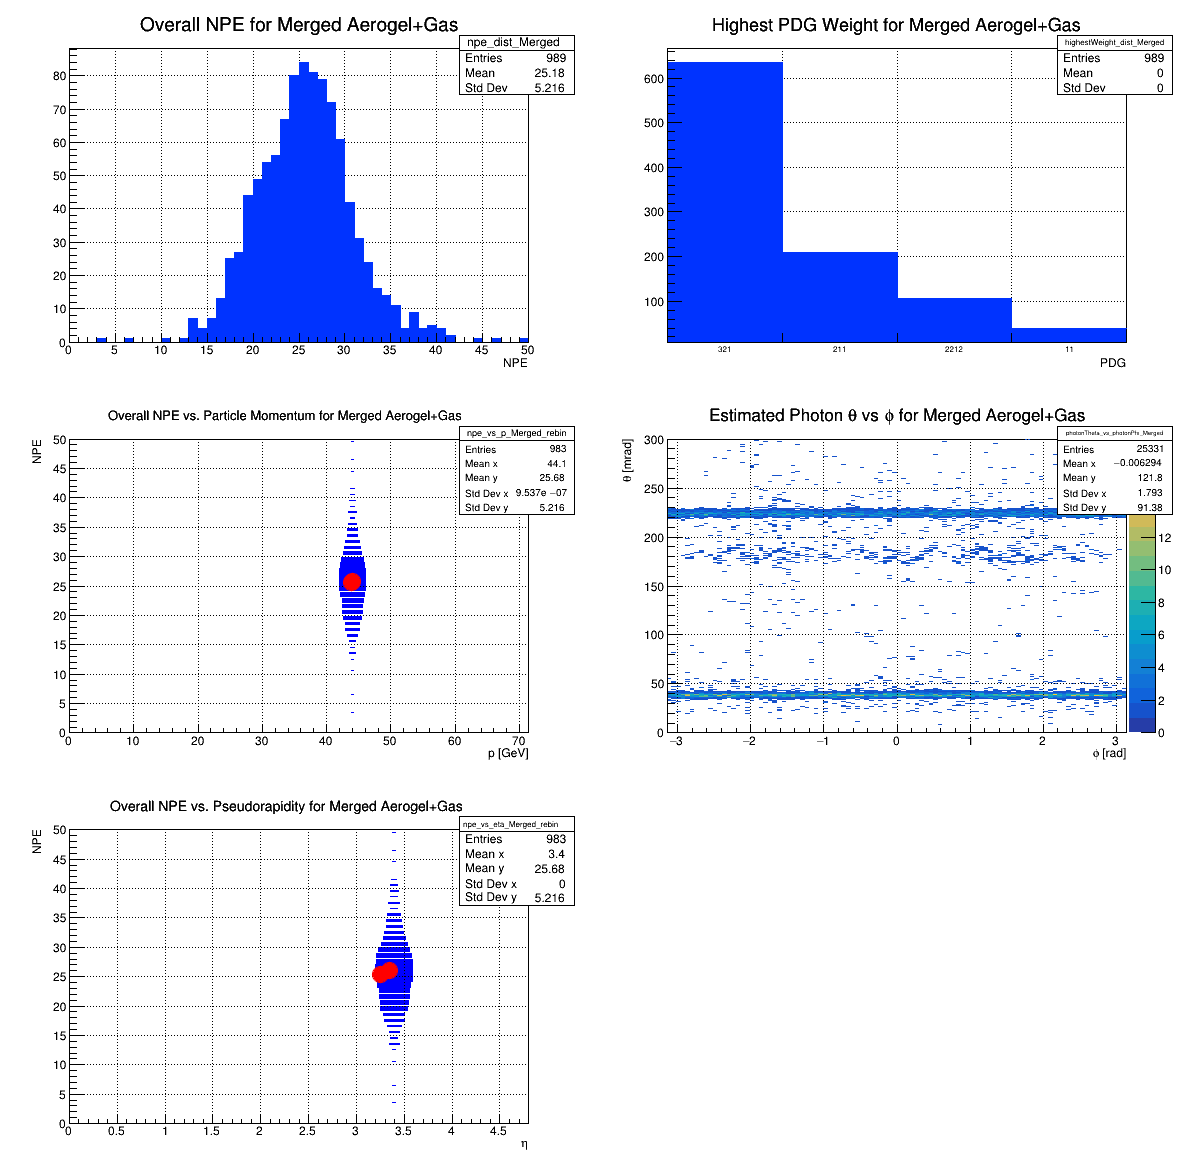 Overall NPE for Merged Aerogel+Gas
npe_dist_Merged
Entries 989
Mean 25.18
Std Dev 5.216
80
70
60
50
40
30
20
10
0
0 5 10 15 20 25 30 35 40 45 50
NPE
Highest PDG Weight for Merged Aerogel+Gas
highestWeight_dist_Merged
Entries 989
Mean 0
Std Dev 0
600
500
400
300
200
100
321 211 2212 11
PDG
Overall NPE vs. Particle Momentum for Merged Aerogel+Gas
NPE
npe_vs_p_Merged_rebin
Entries 983
Mean x 44.1
Mean y 25.68
Std Dev x 9.537e −07
Std Dev y 5.216
50
45
40
35
30
25
20
15
10
5
0
0 10 20 30 40 50 60 70
p [GeV]
Estimated Photon θ vs ϕ for Merged Aerogel+Gas
θ [mrad]
photonTheta_vs_photonPhi_Merged
Entries 25331
Mean x −0.006294
Mean y 121.8
Std Dev x 1.793
Std Dev y 91.38
300
250
200
150
100
50
0
−3 −2 −1 0 1 2 3
ϕ [rad]
12
10
8
6
4
2
0
Overall NPE vs. Pseudorapidity for Merged Aerogel+Gas
NPE
npe_vs_eta_Merged_rebin
Entries 983
Mean x 3.4
Mean y 25.68
Std Dev x 0
Std Dev y 5.216
50
45
40
35
30
25
20
15
10
5
0
0 0.5 1 1.5 2 2.5 3 3.5 4 4.5
η